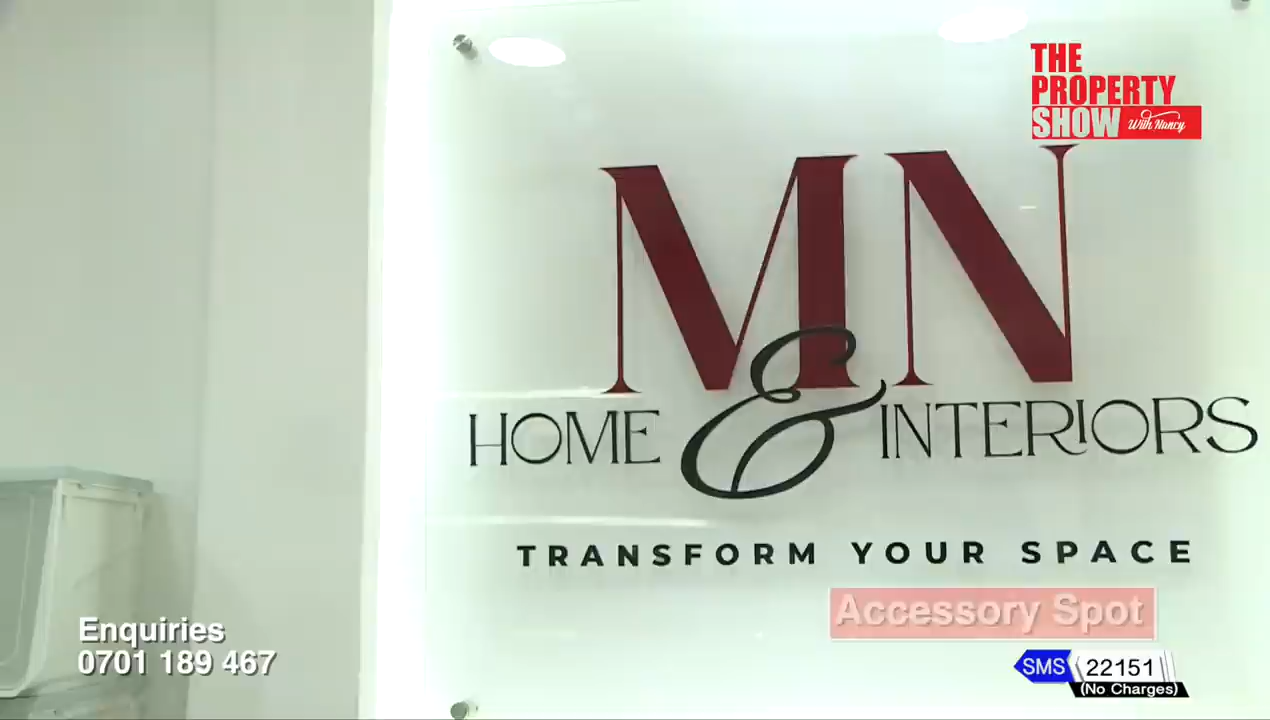 THE
PROPERTY
SHOW With Nancy
MN
HOME & INTERIORS
TRANSFORM YOUR SPACE
Accessory Spot
Enquiries
0701 189 467
SMS 22151
(No Charges)